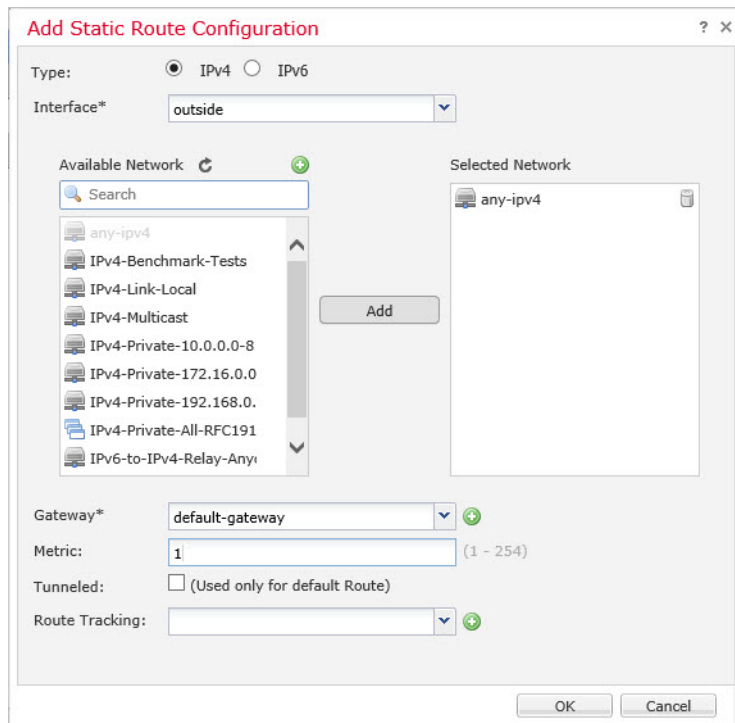 Add Static Route Configuration ? ×
Type: IPv4 IPv6
Interface* outside
Available Network
Search
any-ipv4
IPv4-Benchmark-Tests
IPv4-Link-Local
IPv4-Multicast
IPv4-Private-10.0.0.0-8
IPv4-Private-172.16.0.0
IPv4-Private-192.168.0.
IPv4-Private-All-RFC191
IPv6-to-IPv4-Relay-Any
Add
Selected Network
any-ipv4
Gateway* default-gateway
Metric: 1 (1 - 254)
Tunneled: (Used only for default Route)
Route Tracking:
OK Cancel